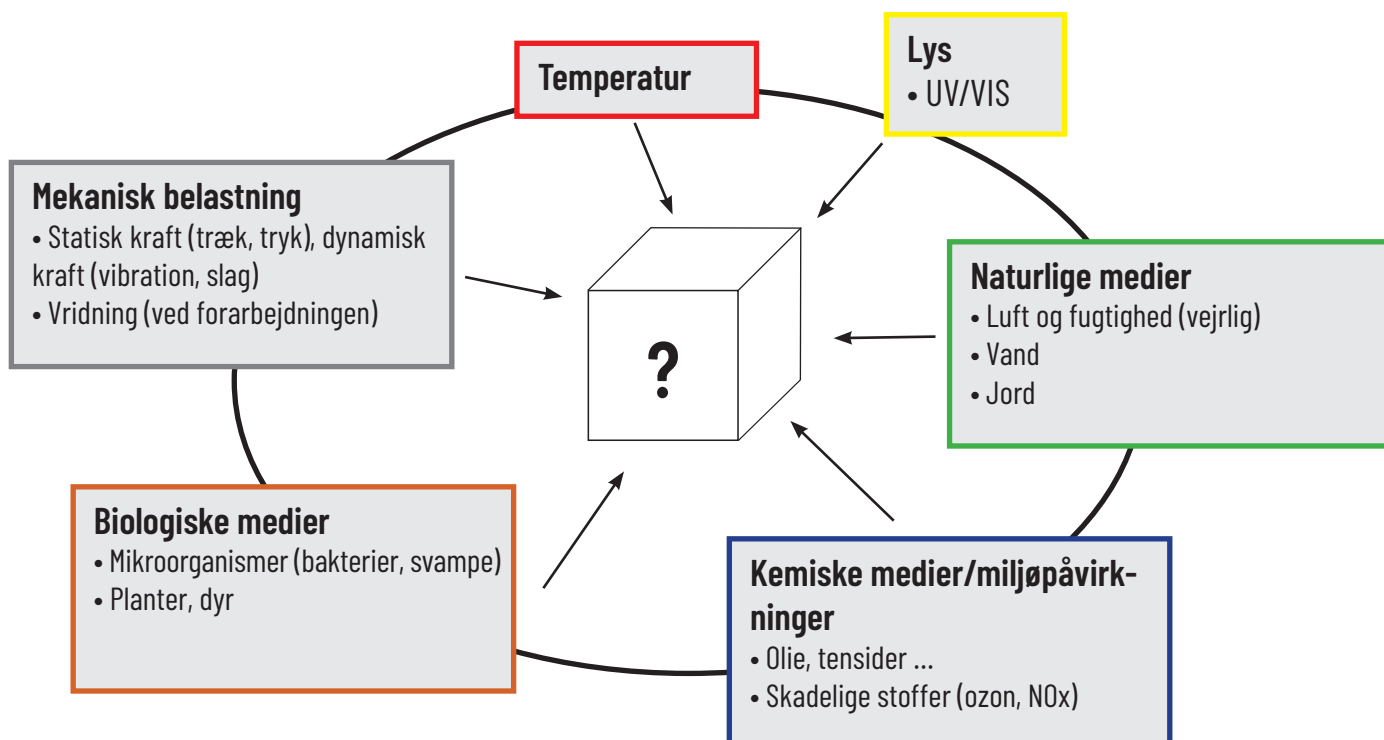 Temperatur
Lys
• UV/VIS
Mekanisk belastning
• Statisk kraft (træk, tryk), dynamisk
kraft (vibration, slag)
• Vridning (ved forarbejdningen)
Naturlige medier
• Luft og fugtighed (vejrlig)
• Vand
• Jord
?
Biologiske medier
• Mikroorganismer (bakterier, svampe)
• Planter, dyr
Kemiske medier/miljøpåvirk-
ninger
• Olie, tensider ...
• Skadelige stoffer (ozon, NOx)